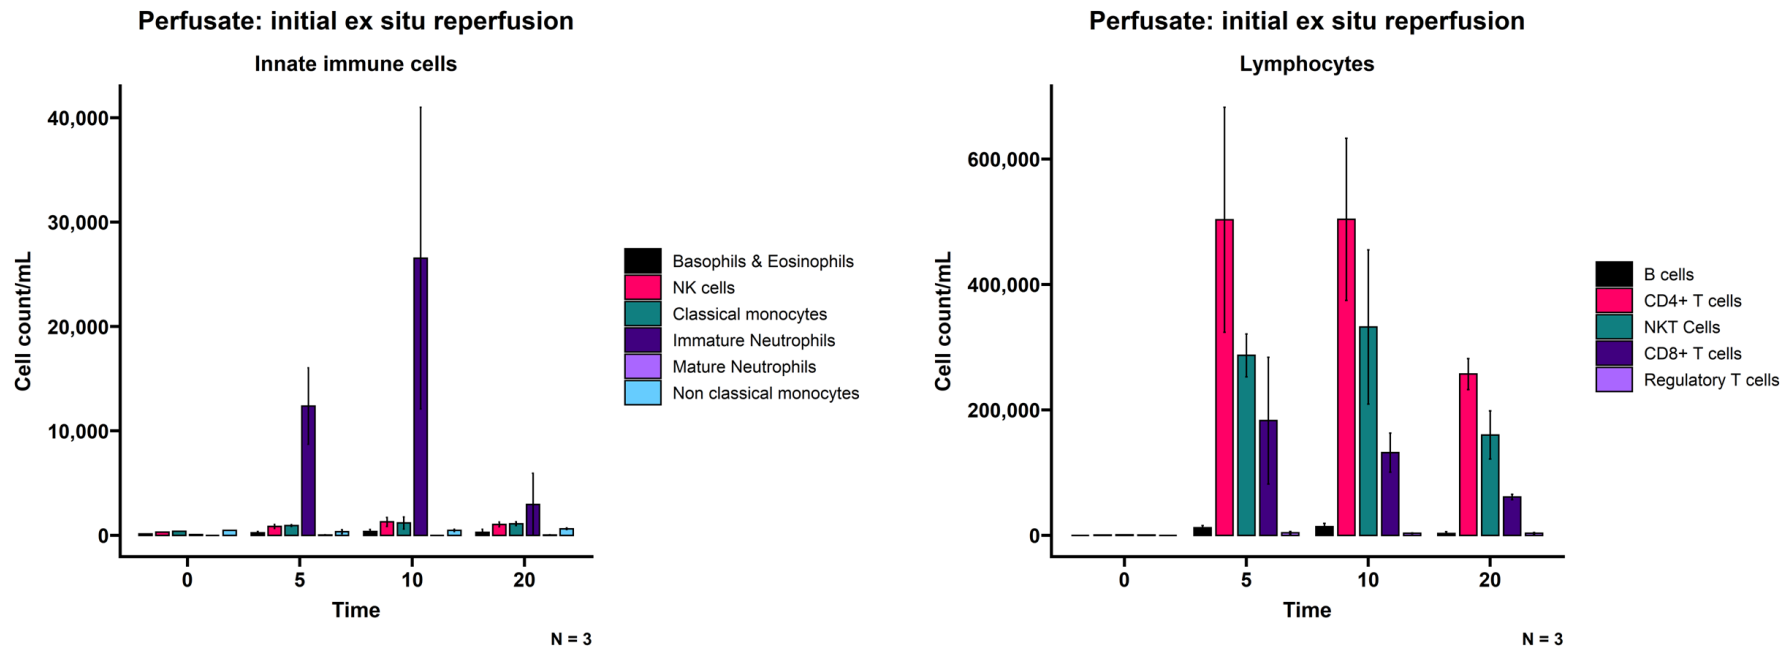 Perfusate: initial ex situ reperfusion
Innate immune cells
Cell count/mL
40,000
30,000
20,000
10,000
0
0 5 10 20
Time
N = 3
Basophils & Eosinophils
NK cells
Classical monocytes
Immature Neutrophils
Mature Neutrophils
Non classical monocytes
Perfusate: initial ex situ reperfusion
Lymphocytes
Cell count/mL
600,000
400,000
200,000
0
0 5 10 20
Time
N = 3
B cells
CD4+ T cells
NKT Cells
CD8+ T cells
Regulatory T cells